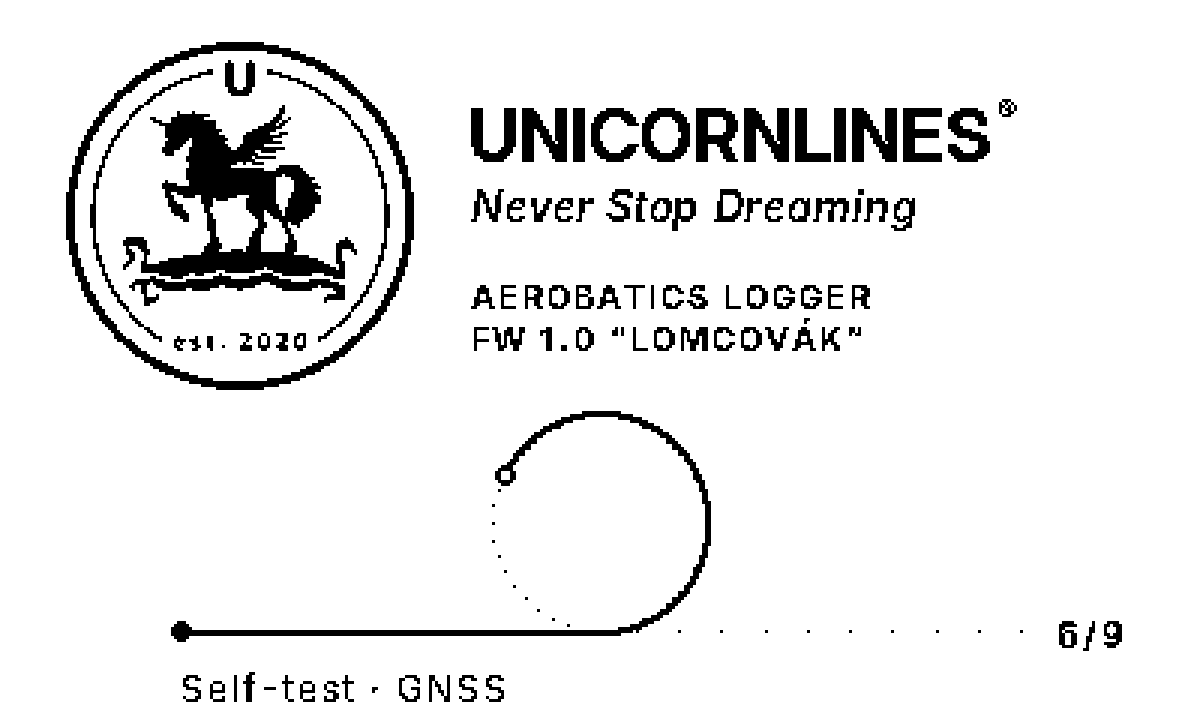 U
est. 2020
UNICORNLINES®
Never Stop Dreaming
AEROBATICS LOGGER
FW 1.0 "LOMCOVÁK"
6/9
Self-test · GNSS